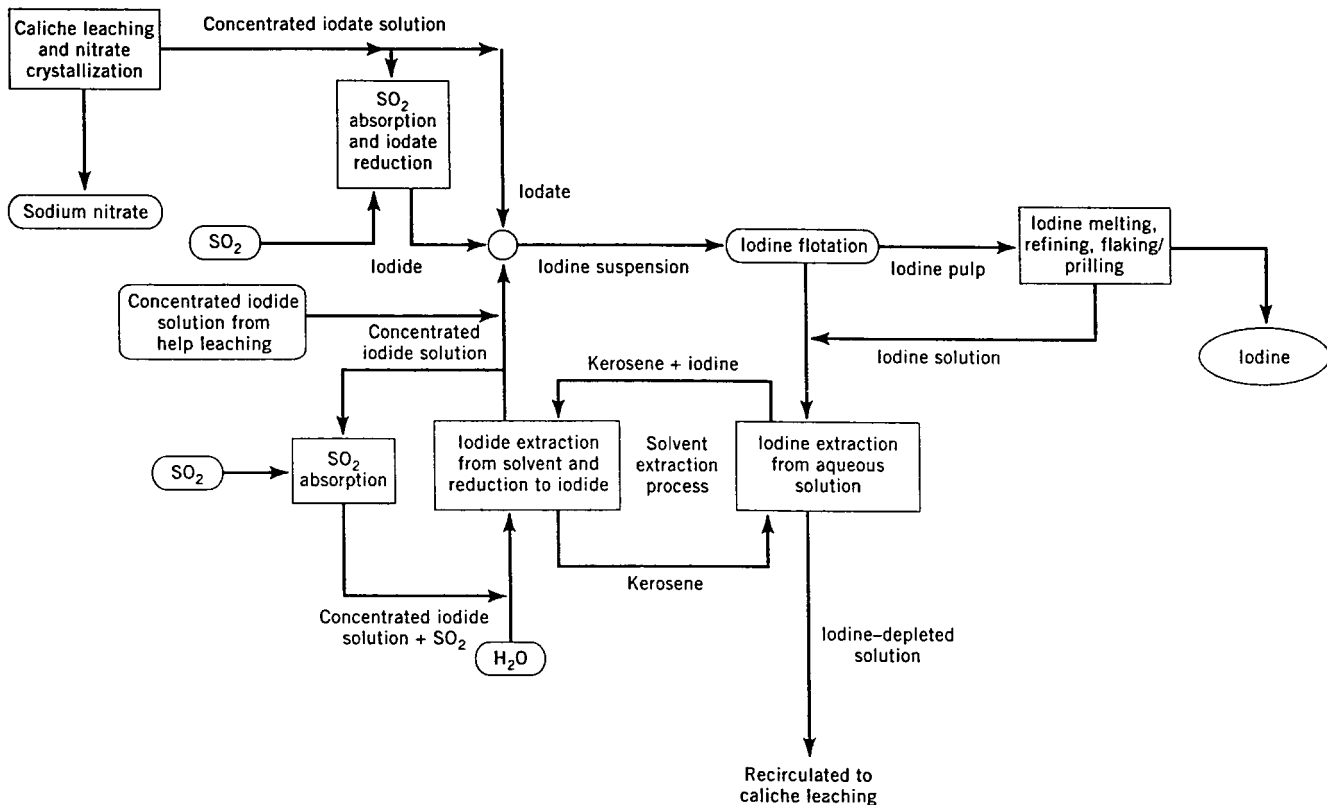 Caliche leaching
and nitrate
crystallization
Concentrated iodate solution
SO₂
absorption
and iodate
reduction
Sodium nitrate
SO₂
Iodide
Iodate
Iodine suspension
Iodine flotation
Iodine pulp
Iodine melting,
refining, flaking/
prilling
Iodine
Iodine solution
Concentrated iodide
solution from
help leaching
Concentrated
iodide solution
Kerosene + iodine
SO₂
SO₂
absorption
Iodide extraction
from solvent and
reduction to iodide
Solvent
extraction
process
Iodine extraction
from aqueous
solution
Kerosene
Concentrated iodide
solution + SO₂
H₂O
Iodine–depleted
solution
Recirculated to
caliche leaching